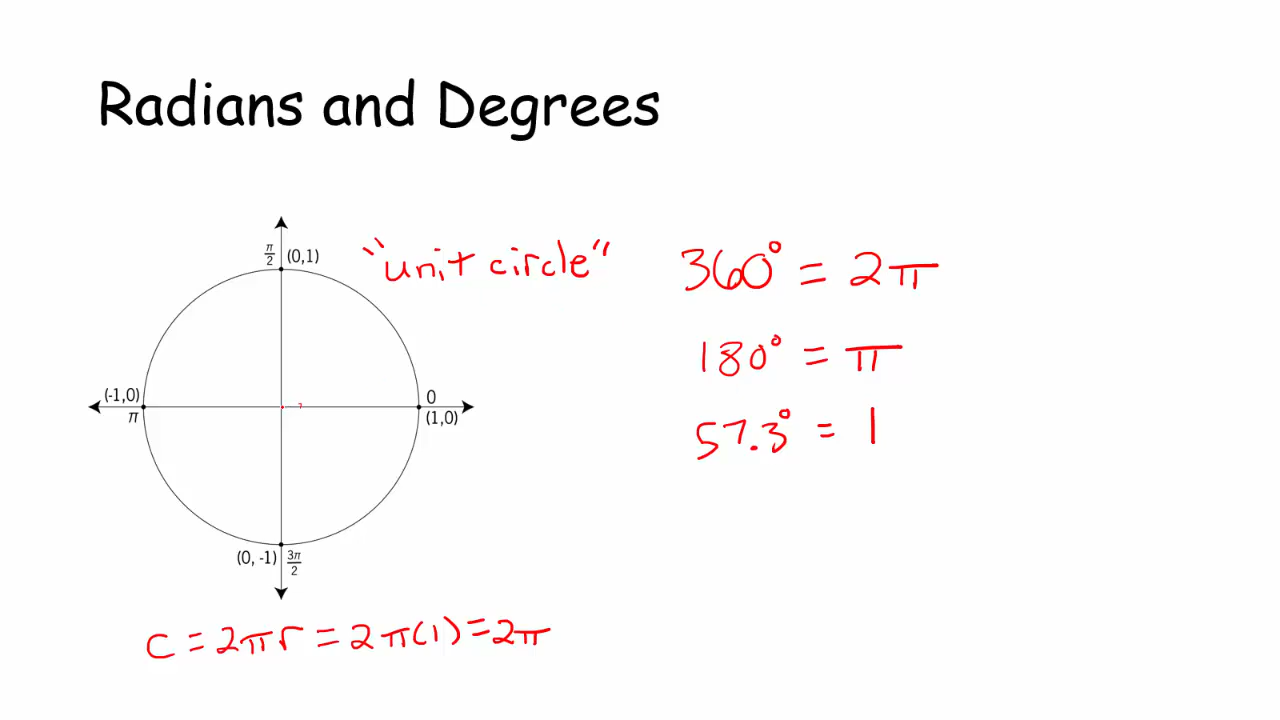 Radians and Degrees
π/2 (0,1)
"unit circle"
360° = 2π
180° = π
57.3° = 1
(-1,0)
π
0
(1,0)
(0, -1) 3π/2
C = 2πr = 2π(1) = 2π